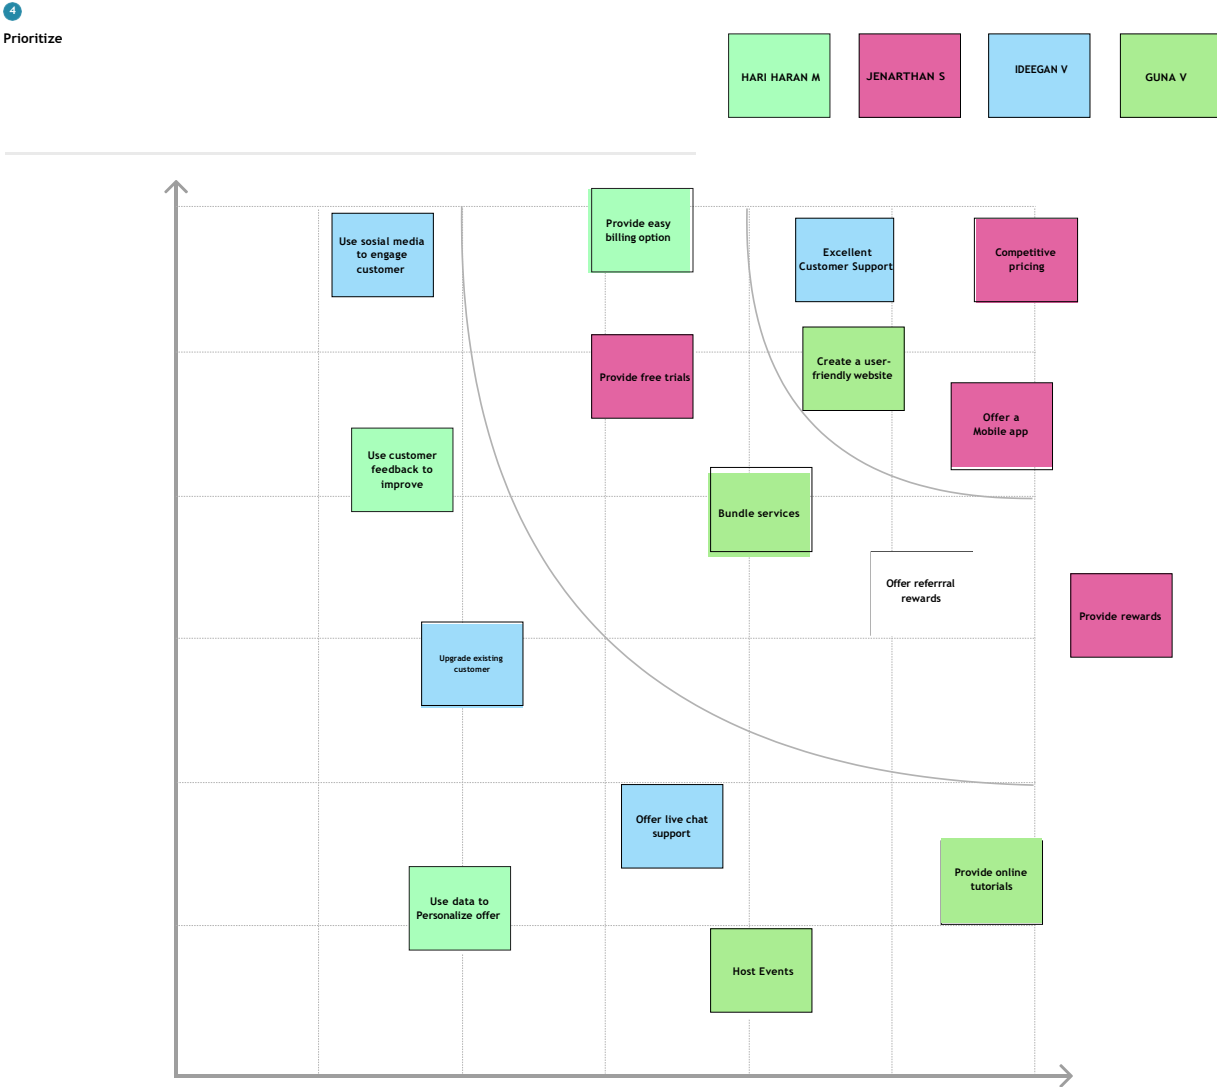 4
Prioritize
HARI HARAN M
JENARTHAN S
IDEEGAN V
GUNA V
Use sosial media
to engage
customer
Provide easy
billing option
Excellent
Customer Support
Competitive
pricing
Provide free trials
Create a user-
friendly website
Offer a
Mobile app
Use customer
feedback to
improve
Bundle services
Offer referrral
rewards
Provide rewards
Upgrade existing
customer
Offer live chat
support
Provide online
tutorials
Use data to
Personalize offer
Host Events